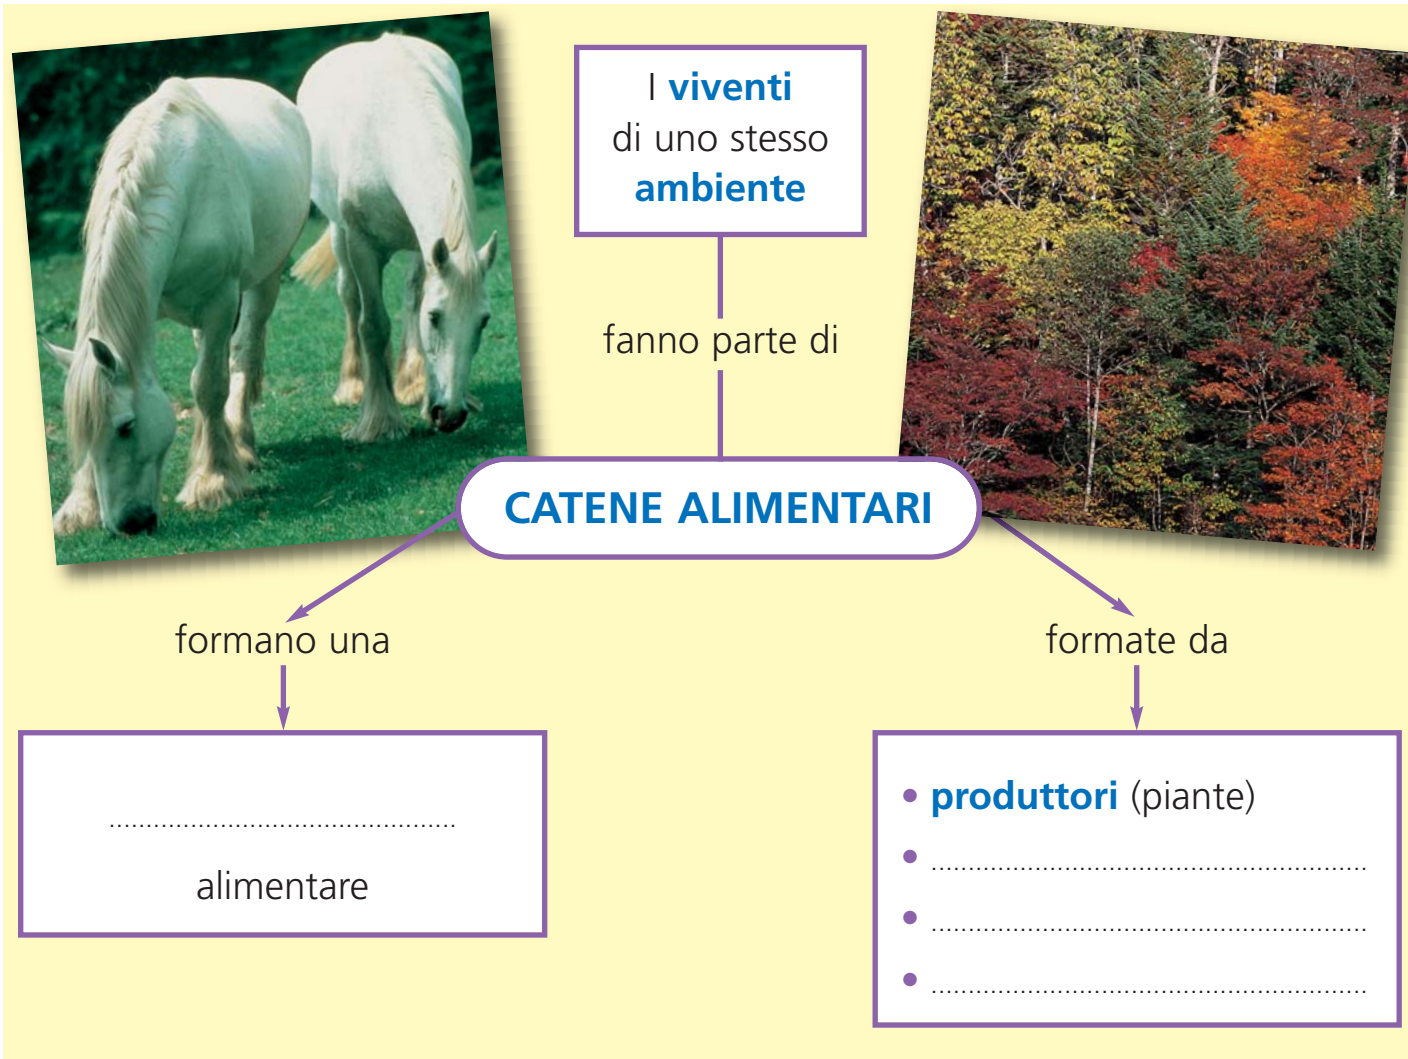 I viventi
di uno stesso
ambiente
fanno parte di
CATENE ALIMENTARI
formano una
formate da
............................................... 
alimentare
• produttori (piante)
• ...........................................................
• ...........................................................
• ...........................................................